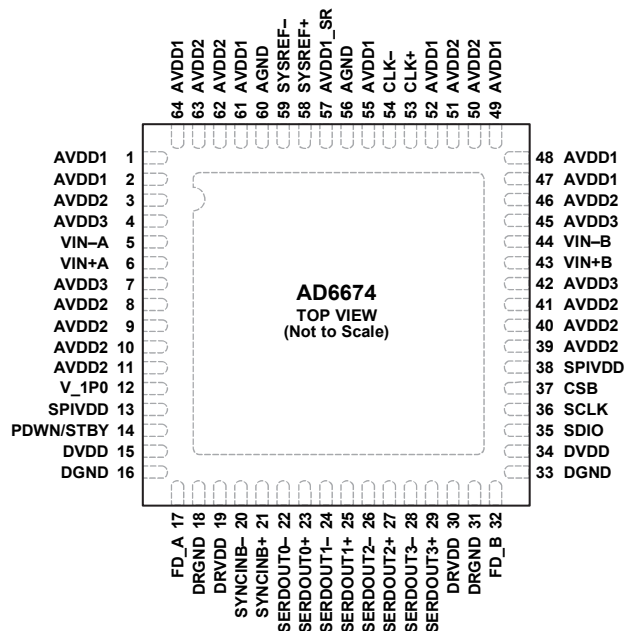 64 AVDD1
63 AVDD2
62 AVDD2
61 AVDD1
60 AGND
59 SYSREF–
58 SYSREF+
57 AVDD1_SR
56 AGND
55 AVDD1
54 CLK–
53 CLK+
52 AVDD1
51 AVDD2
50 AVDD2
49 AVDD1
AVDD1 1
AVDD1 2
AVDD2 3
AVDD3 4
VIN–A 5
VIN+A 6
AVDD3 7
AVDD2 8
AVDD2 9
AVDD2 10
AVDD2 11
V_1P0 12
SPIVDD 13
PDWN/STBY 14
DVDD 15
DGND 16
AD6674
TOP VIEW
(Not to Scale)
48 AVDD1
47 AVDD1
46 AVDD2
45 AVDD3
44 VIN–B
43 VIN+B
42 AVDD3
41 AVDD2
40 AVDD2
39 AVDD2
38 SPIVDD
37 CSB
36 SCLK
35 SDIO
34 DVDD
33 DGND
FD_A 17
DRGND 18
DRVDD 19
SYNCINB– 20
SYNCINB+ 21
SERDOUT0– 22
SERDOUT0+ 23
SERDOUT1– 24
SERDOUT1+ 25
SERDOUT2– 26
SERDOUT2+ 27
SERDOUT3– 28
SERDOUT3+ 29
DRVDD 30
DRGND 31
FD_B 32